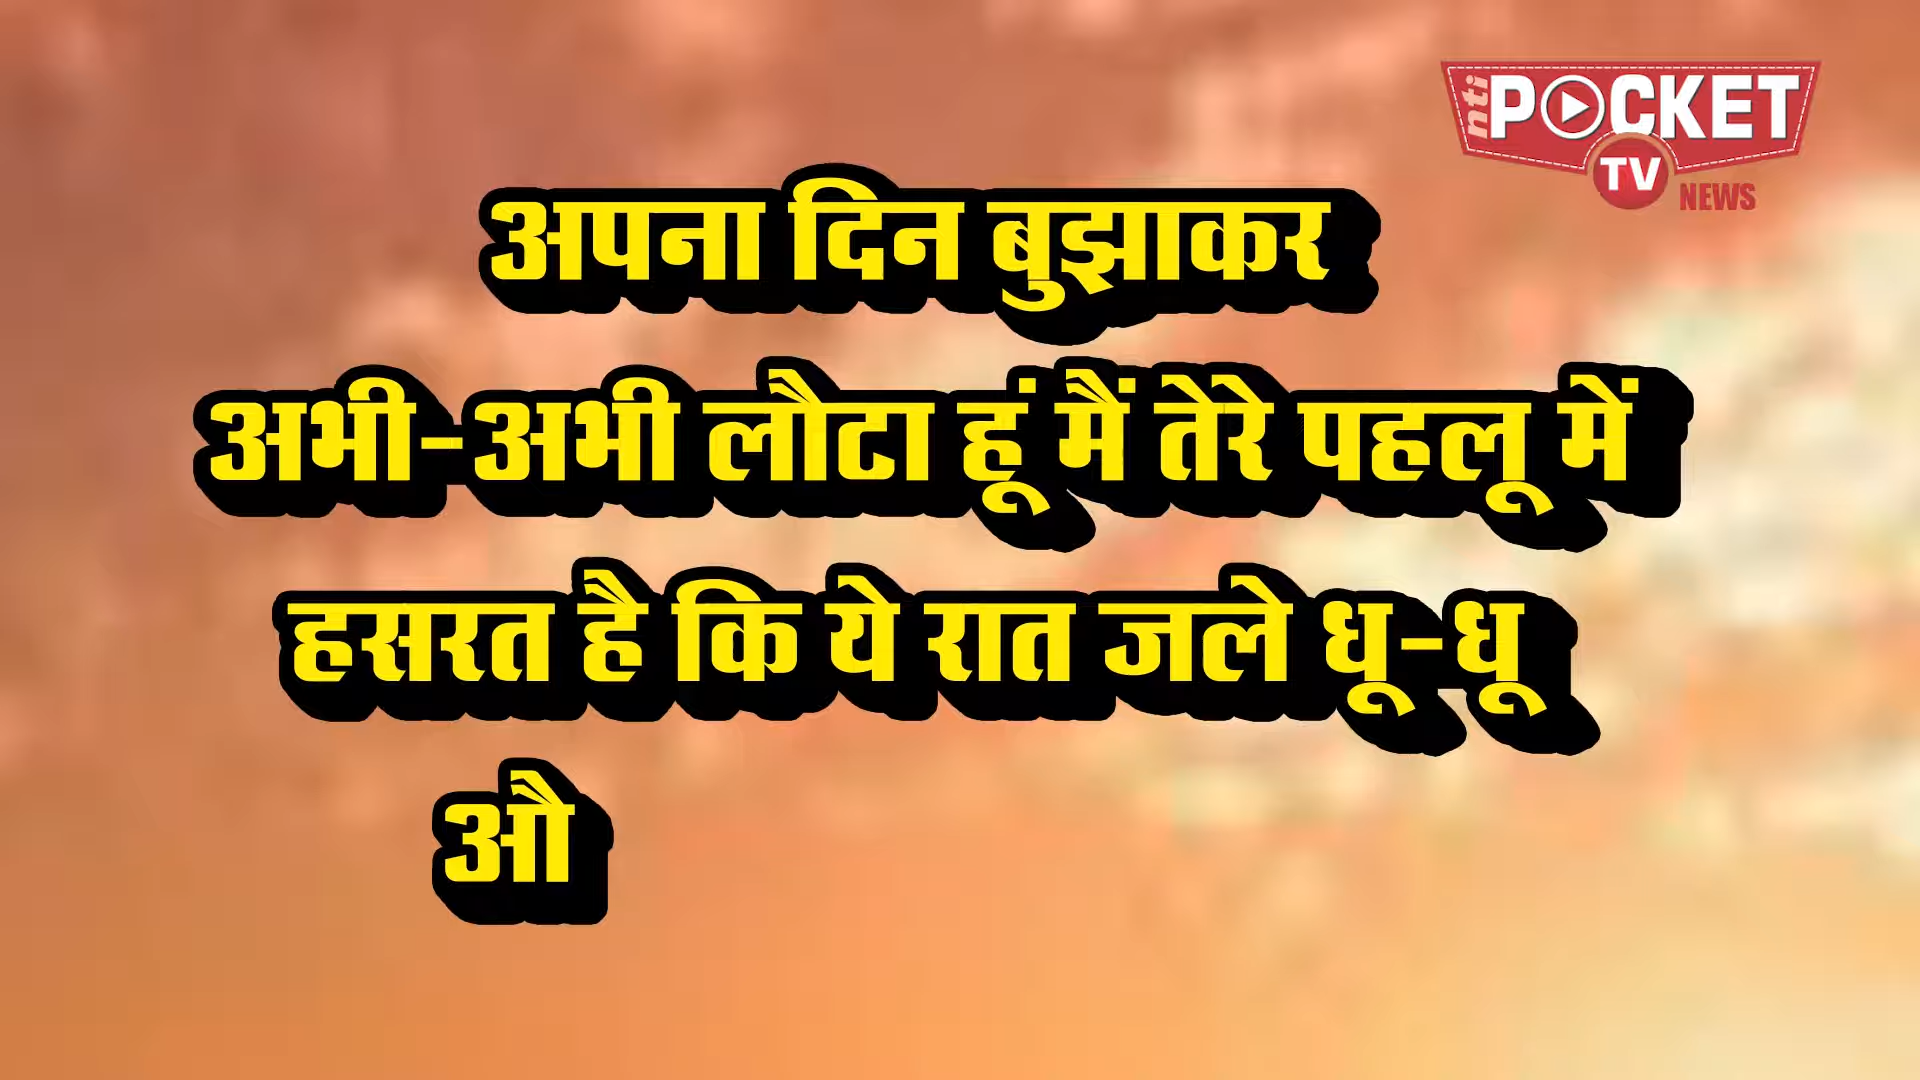 nti POCKET
TV
NEWS
अपना दिन बुझाकर
अभी-अभी लौटा हूं मैं तेरे पहलू में
हसरत है कि ये रात जले धू-धू
औ